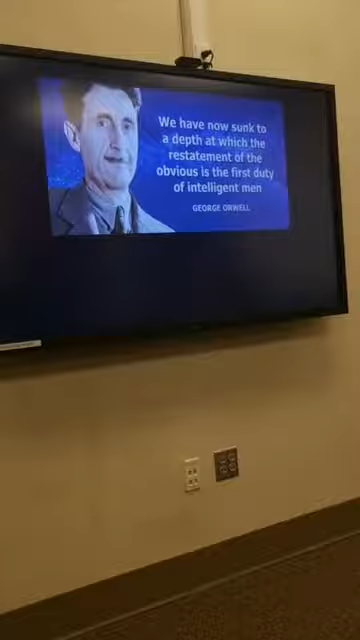 We have now sunk to
a depth at which the
restatement of the
obvious is the first duty
of intelligent men
GEORGE ORWELL